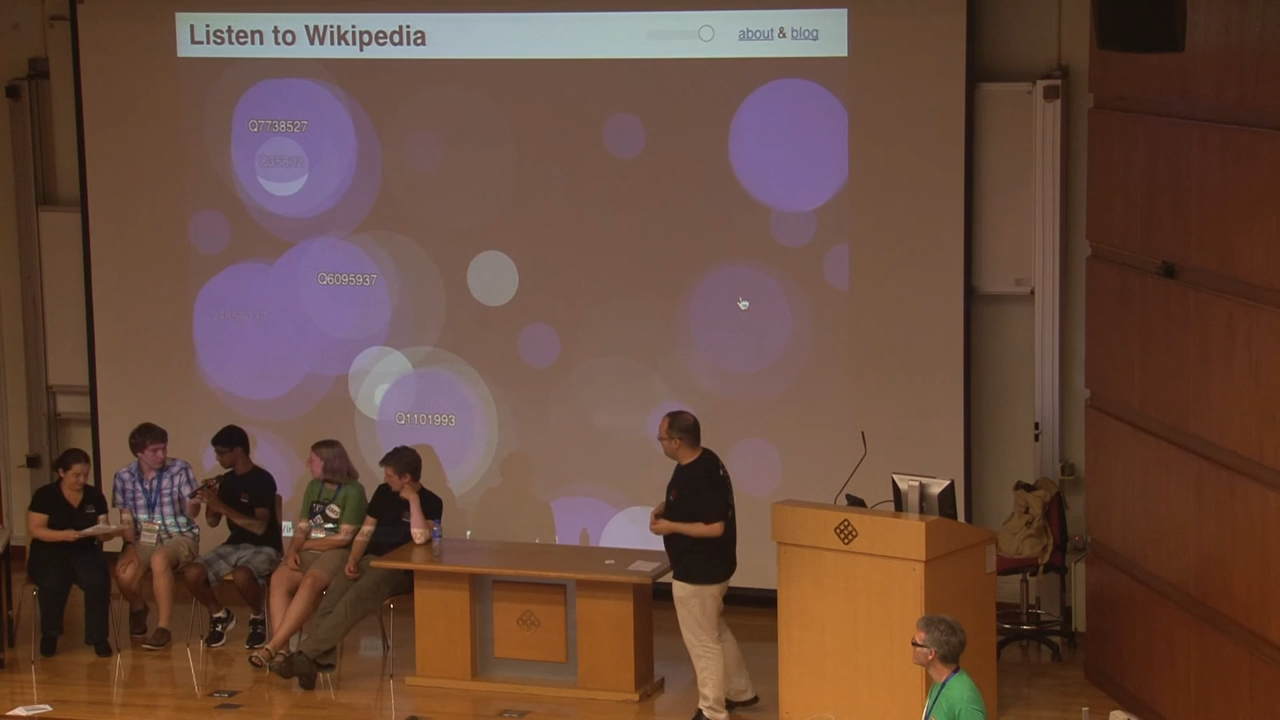 Listen to Wikipedia
about & blog
Q7738527
Q6095937
Q1101993